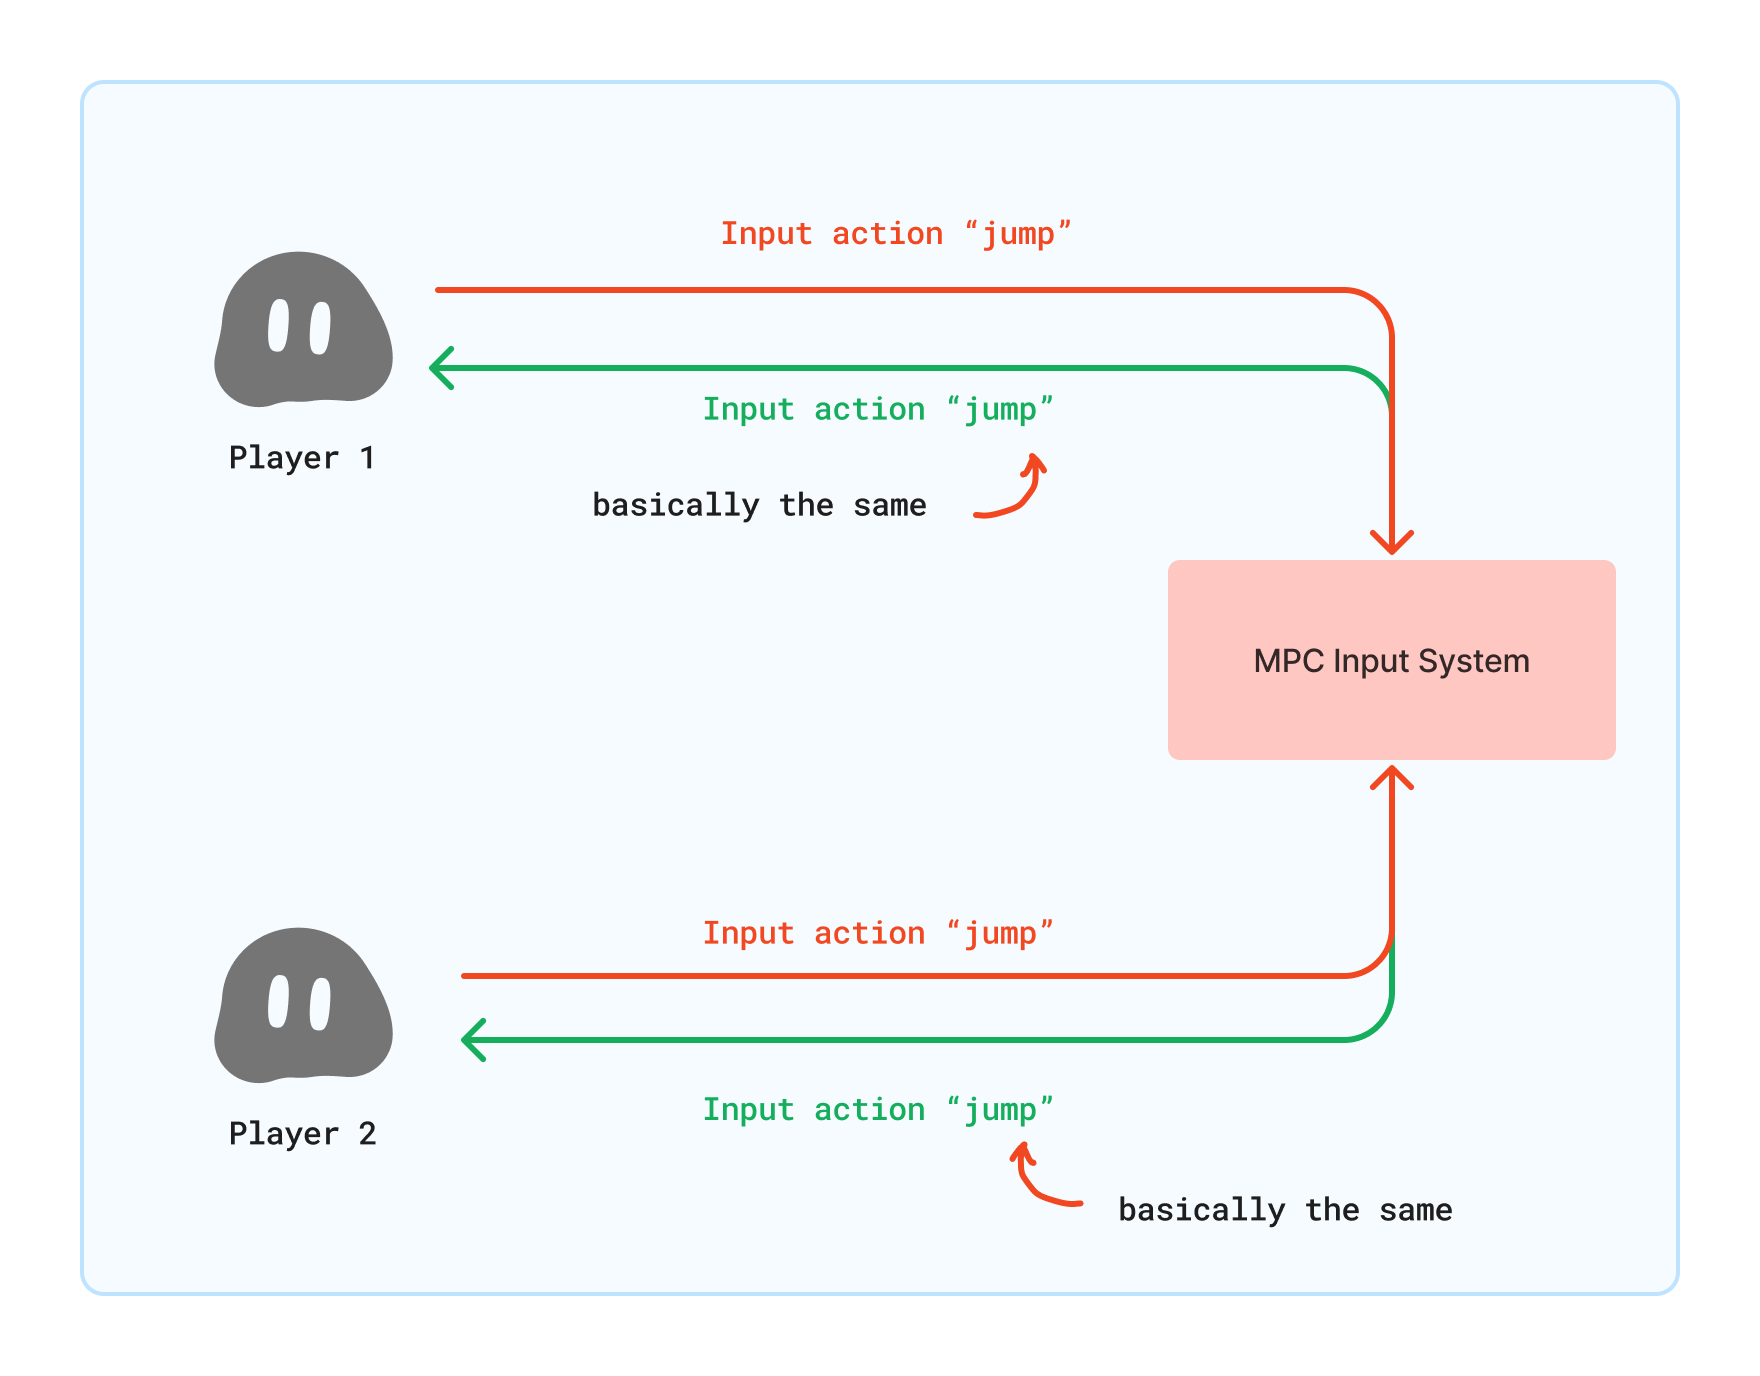 Input action “jump”
Input action “jump”
Player 1
basically the same
MPC Input System
Input action “jump”
Input action “jump”
Player 2
basically the same